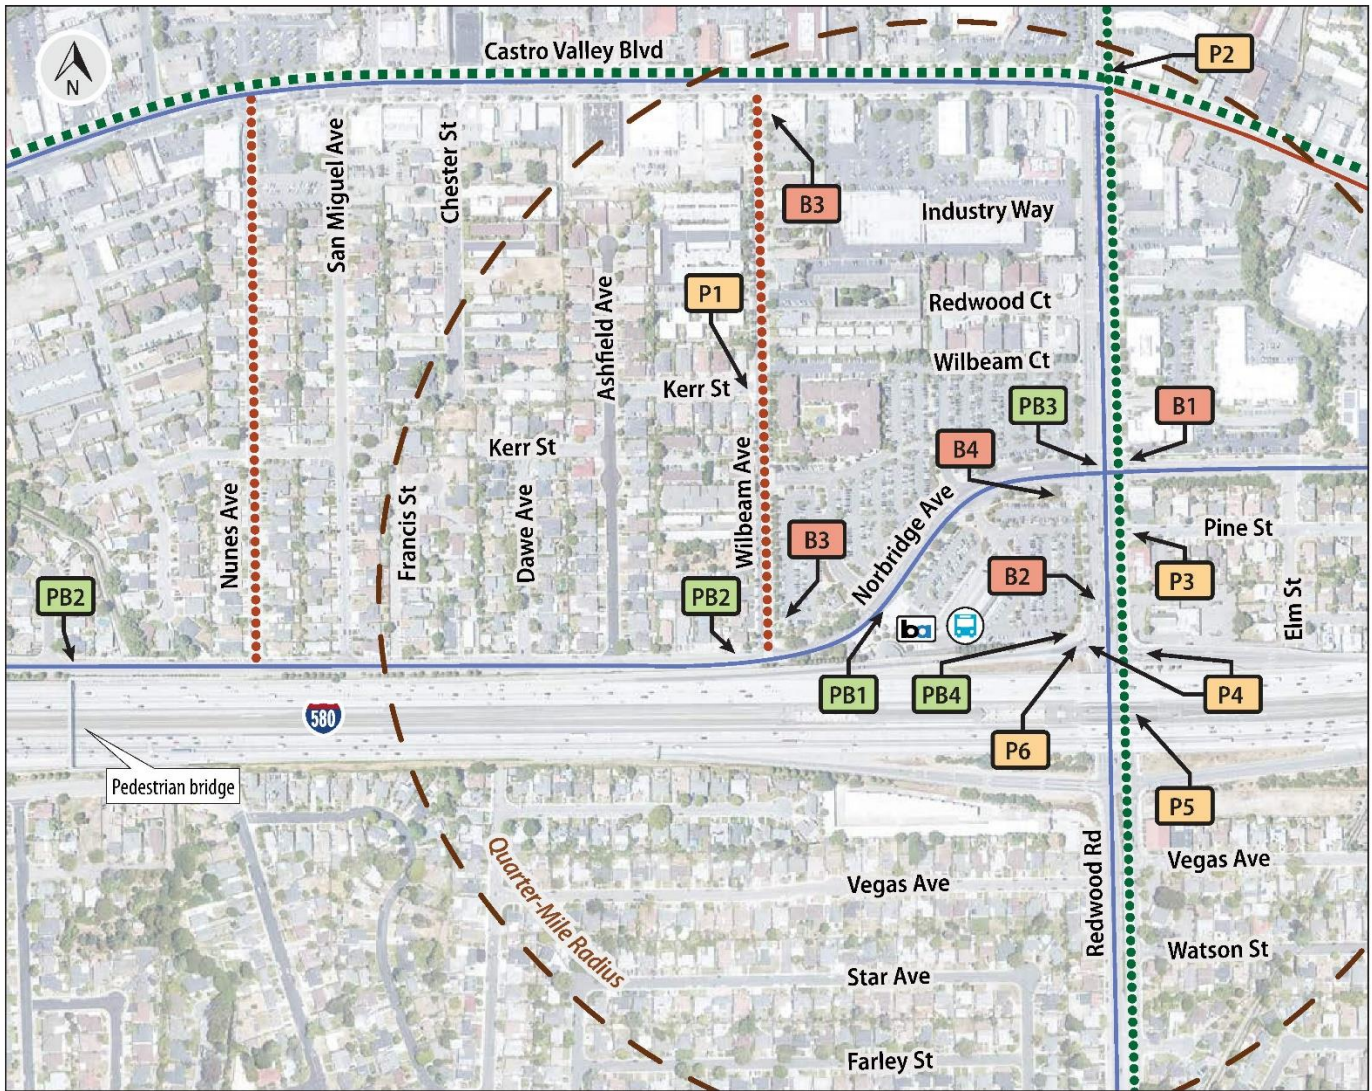 Castro Valley Blvd
P2
N
San Miguel Ave
Chester St
B3
Industry Way
P1
Redwood Ct
Ashfield Ave
Wilbeam Ct
Kerr St
PB3
B1
Kerr St
B4
Nunes Ave
Francis St
Dawe Ave
Wilbeam Ave
B3
Norbridge Ave
Pine St
PB2
PB2
B2
P3
Elm St
ba
PB1
PB4
P4
580
P6
Pedestrian bridge
P5
Quarter-Mile Radius
Redwood Rd
Vegas Ave
Vegas Ave
Watson St
Star Ave
Farley St